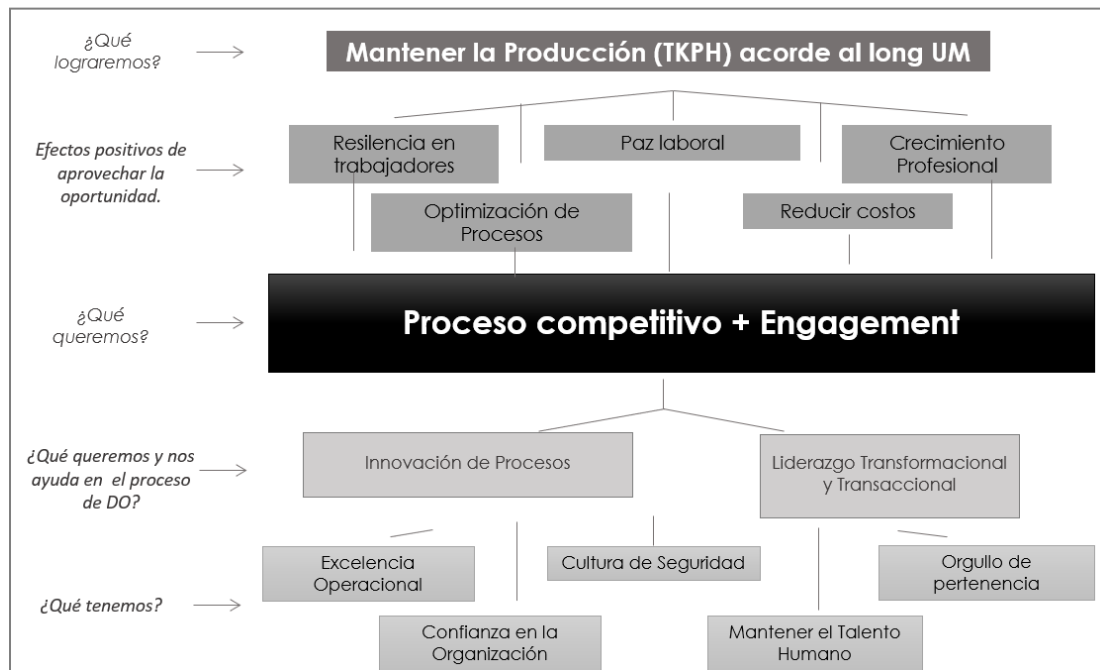 ¿Qué
lograremos?
Mantener la Producción (TKPH) acorde al long UM
Efectos positivos de
aprovechar la
oportunidad.
Resilencia en
trabajadores
Paz laboral
Crecimiento
Profesional
Optimización de
Procesos
Reducir costos
¿Qué
queremos?
Proceso competitivo + Engagement
¿Qué queremos y nos
ayuda en el proceso
de DO?
Innovación de Procesos
Liderazgo Transformacional
y Transaccional
¿Qué tenemos?
Excelencia
Operacional
Cultura de Seguridad
Orgullo de
pertenencia
Confianza en la
Organización
Mantener el Talento
Humano